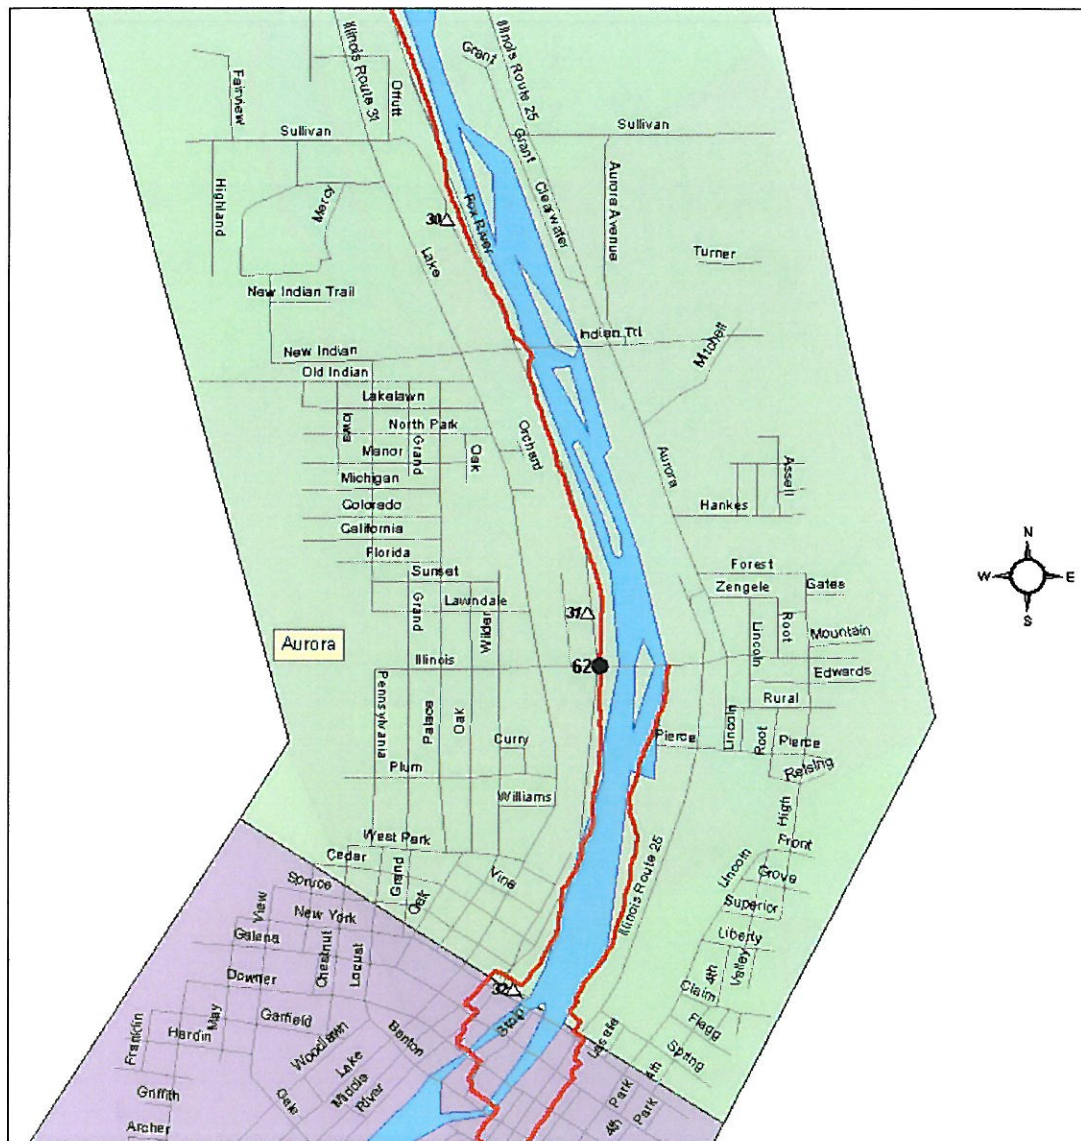 Illinois Route 31
Illinois Route 25
Grant
Fairview
Offutt
Sullivan
Grant
Sullivan
Highland
Mercy
30
Fox River
Clearwater
Aurora Avenue
Lake
Turner
New Indian Trail
Indian Trl
Mitchell
New Indian
Old Indian
Lakelawn
Iowa
North Park
Grand
Manor
Oak
Orchard
Michigan
Aurora
Assell
Colorado
Hankes
California
Florida
Sunset
Forest
Zengele
Gates
N
W
E
S
Grand
Lawndale
Wilder
31
Lincoln
Root
Mountain
Aurora
Illinois
62
Edwards
Pennsylvania
Palace
Oak
Rural
Curry
Pierce
Lincoln
Root
Pierce
Plum
Reising
Williams
High
West Park
Front
Cedar
Grand
Vine
Lincoln
Grove
Spruce
Oak
Illinois Route 25
Superior
View
New York
Liberty
Galena
Chestnut
Locust
4th
Valley
Downer
32
Claim
May
Garfield
Stolp
Flagg
Franklin
Hardin
Woodlawn
Benton
Lasalle
Spring
Lake
Middle
River
4th
Griffith
Gale
Park
Park
4th
Archer